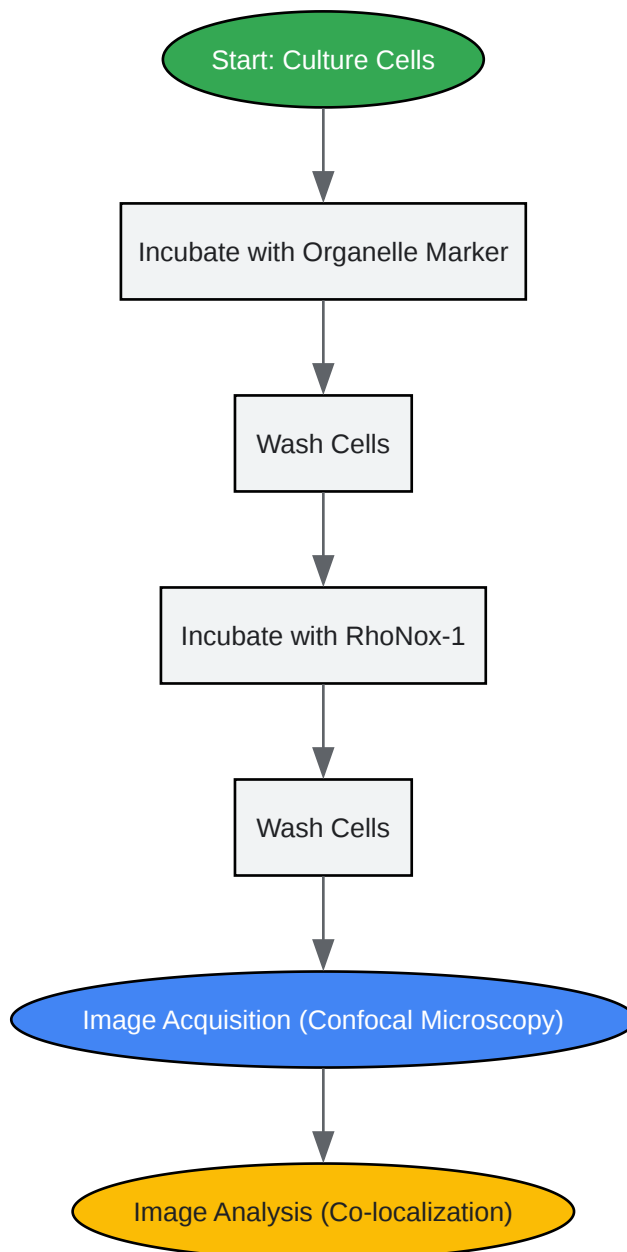 Start: Culture Cells
Incubate with Organelle Marker
Wash Cells
Incubate with RhoNox-1
Wash Cells
Image Acquisition (Confocal Microscopy)
Image Analysis (Co-localization)